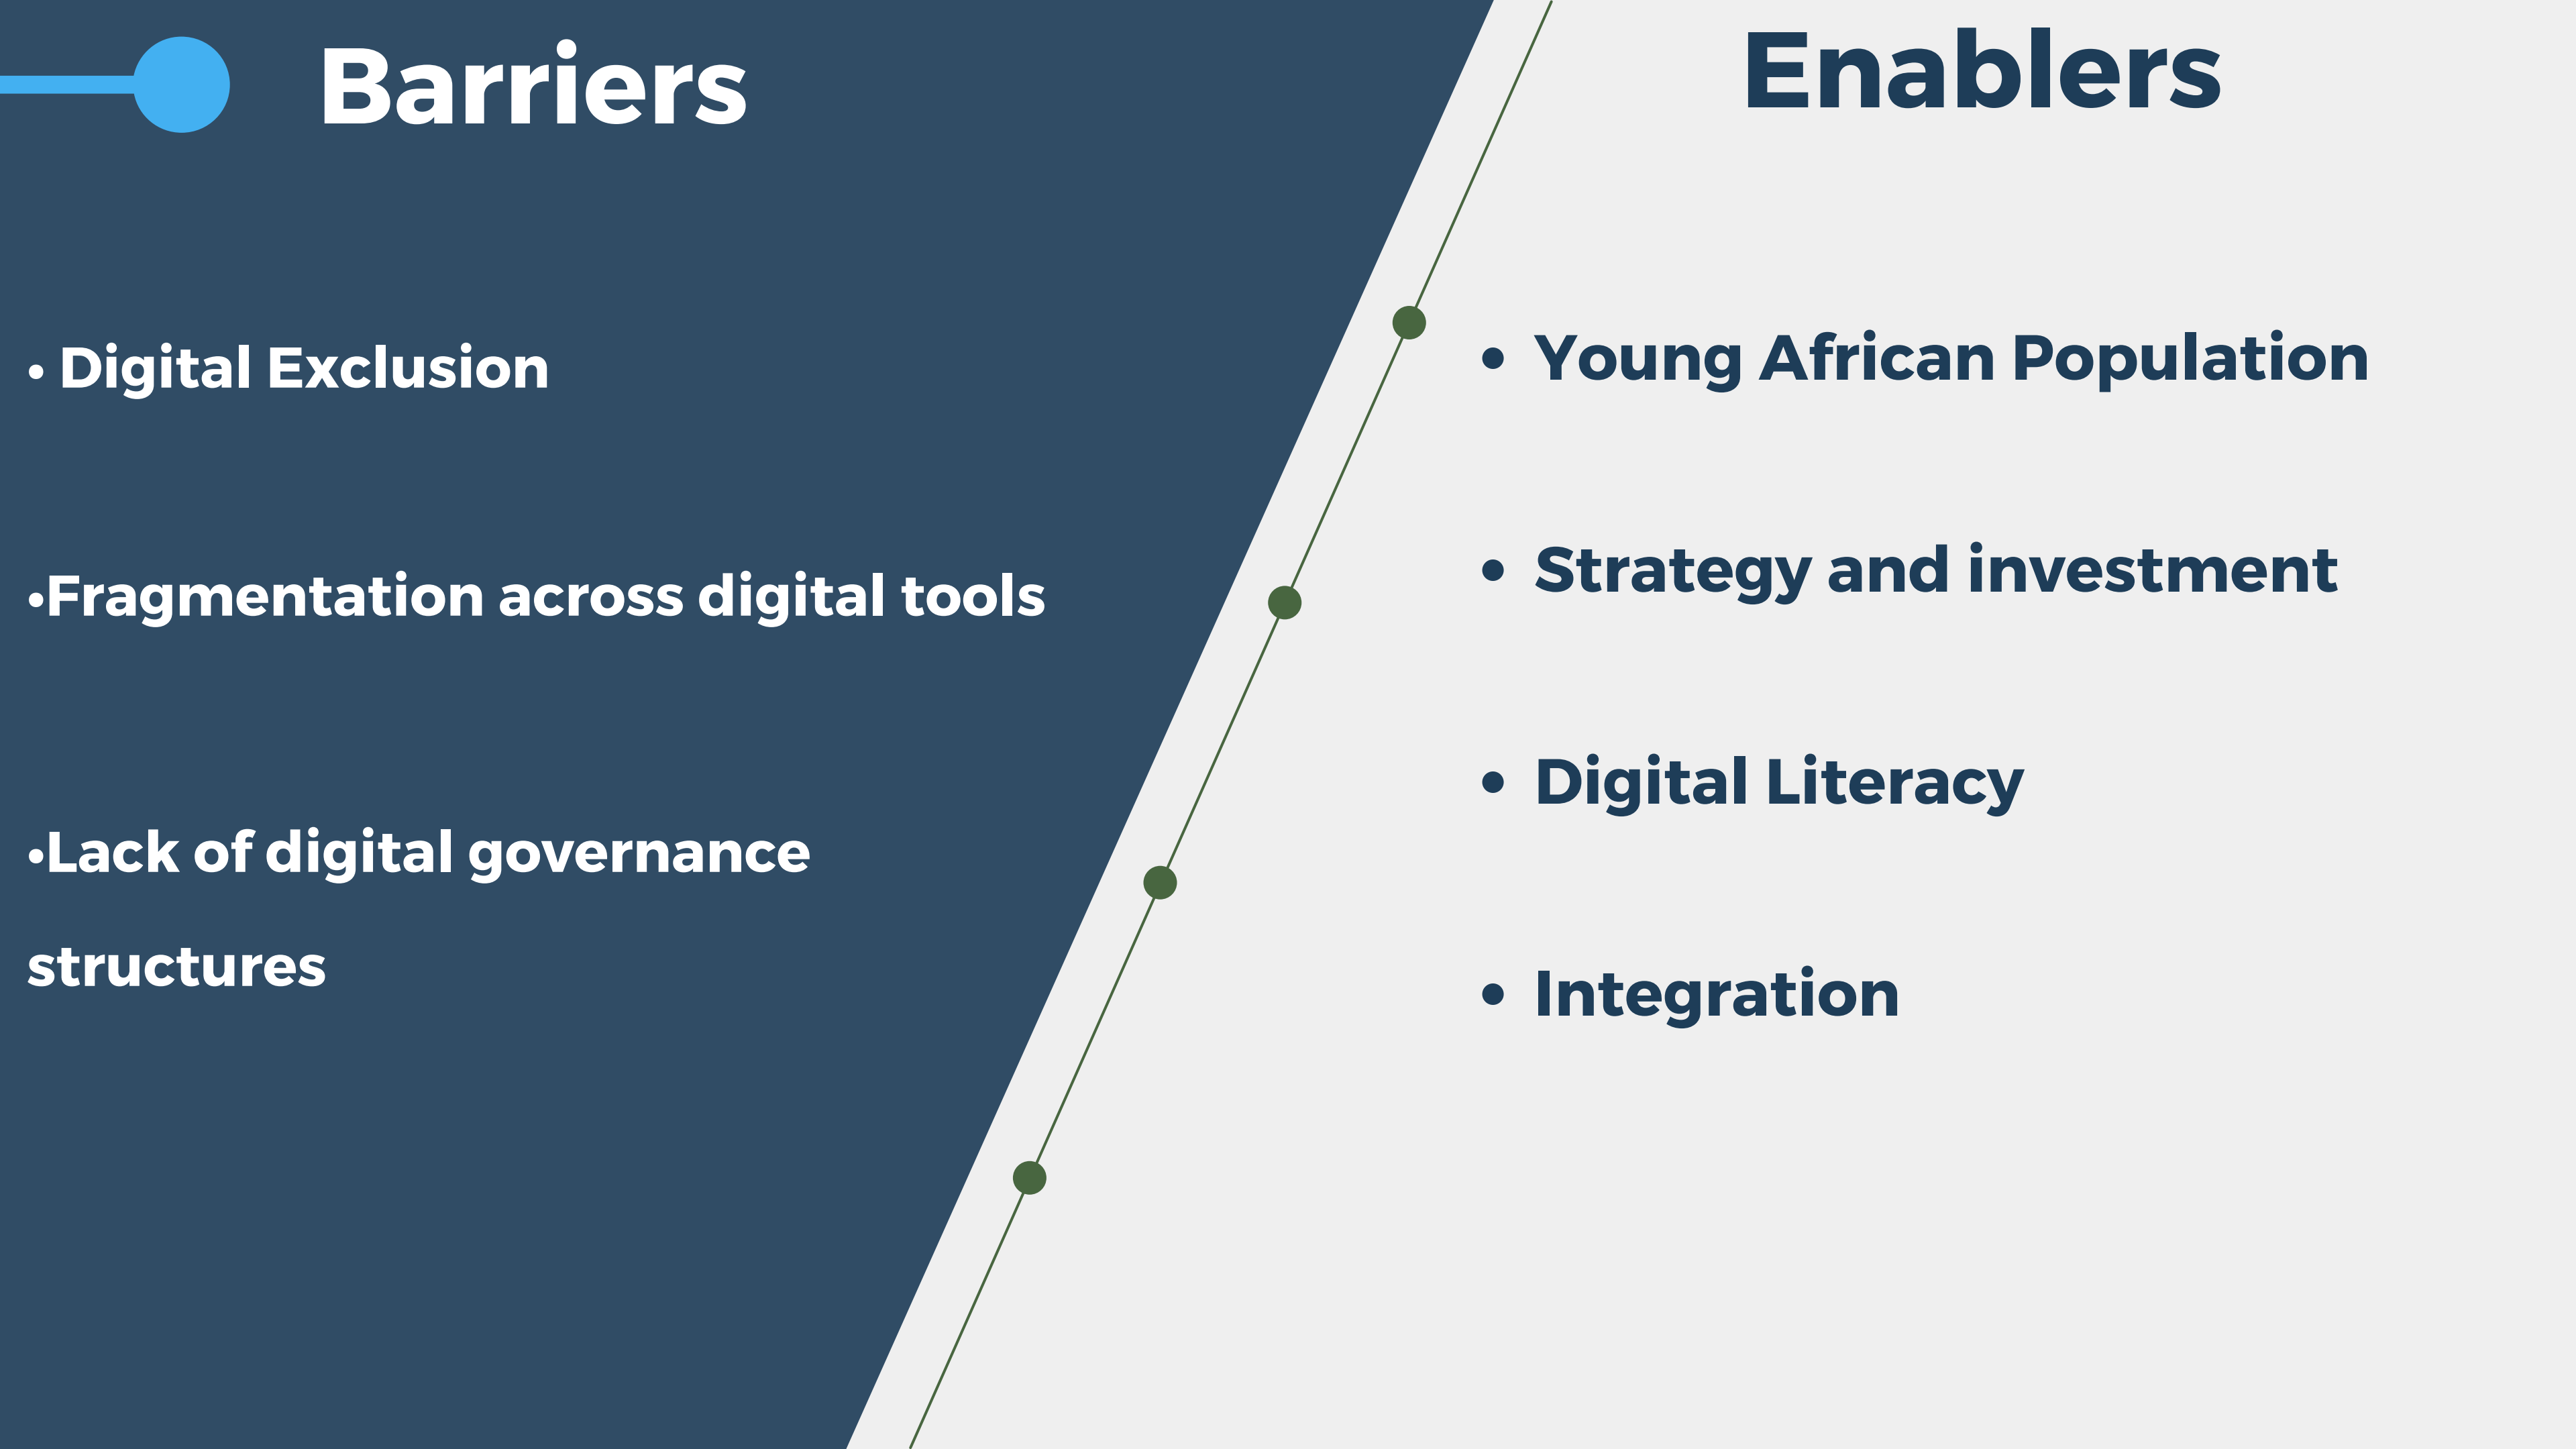 Barriers
• Digital Exclusion
•Fragmentation across digital tools
•Lack of digital governance
structures
Enablers
• Young African Population
• Strategy and investment
• Digital Literacy
• Integration